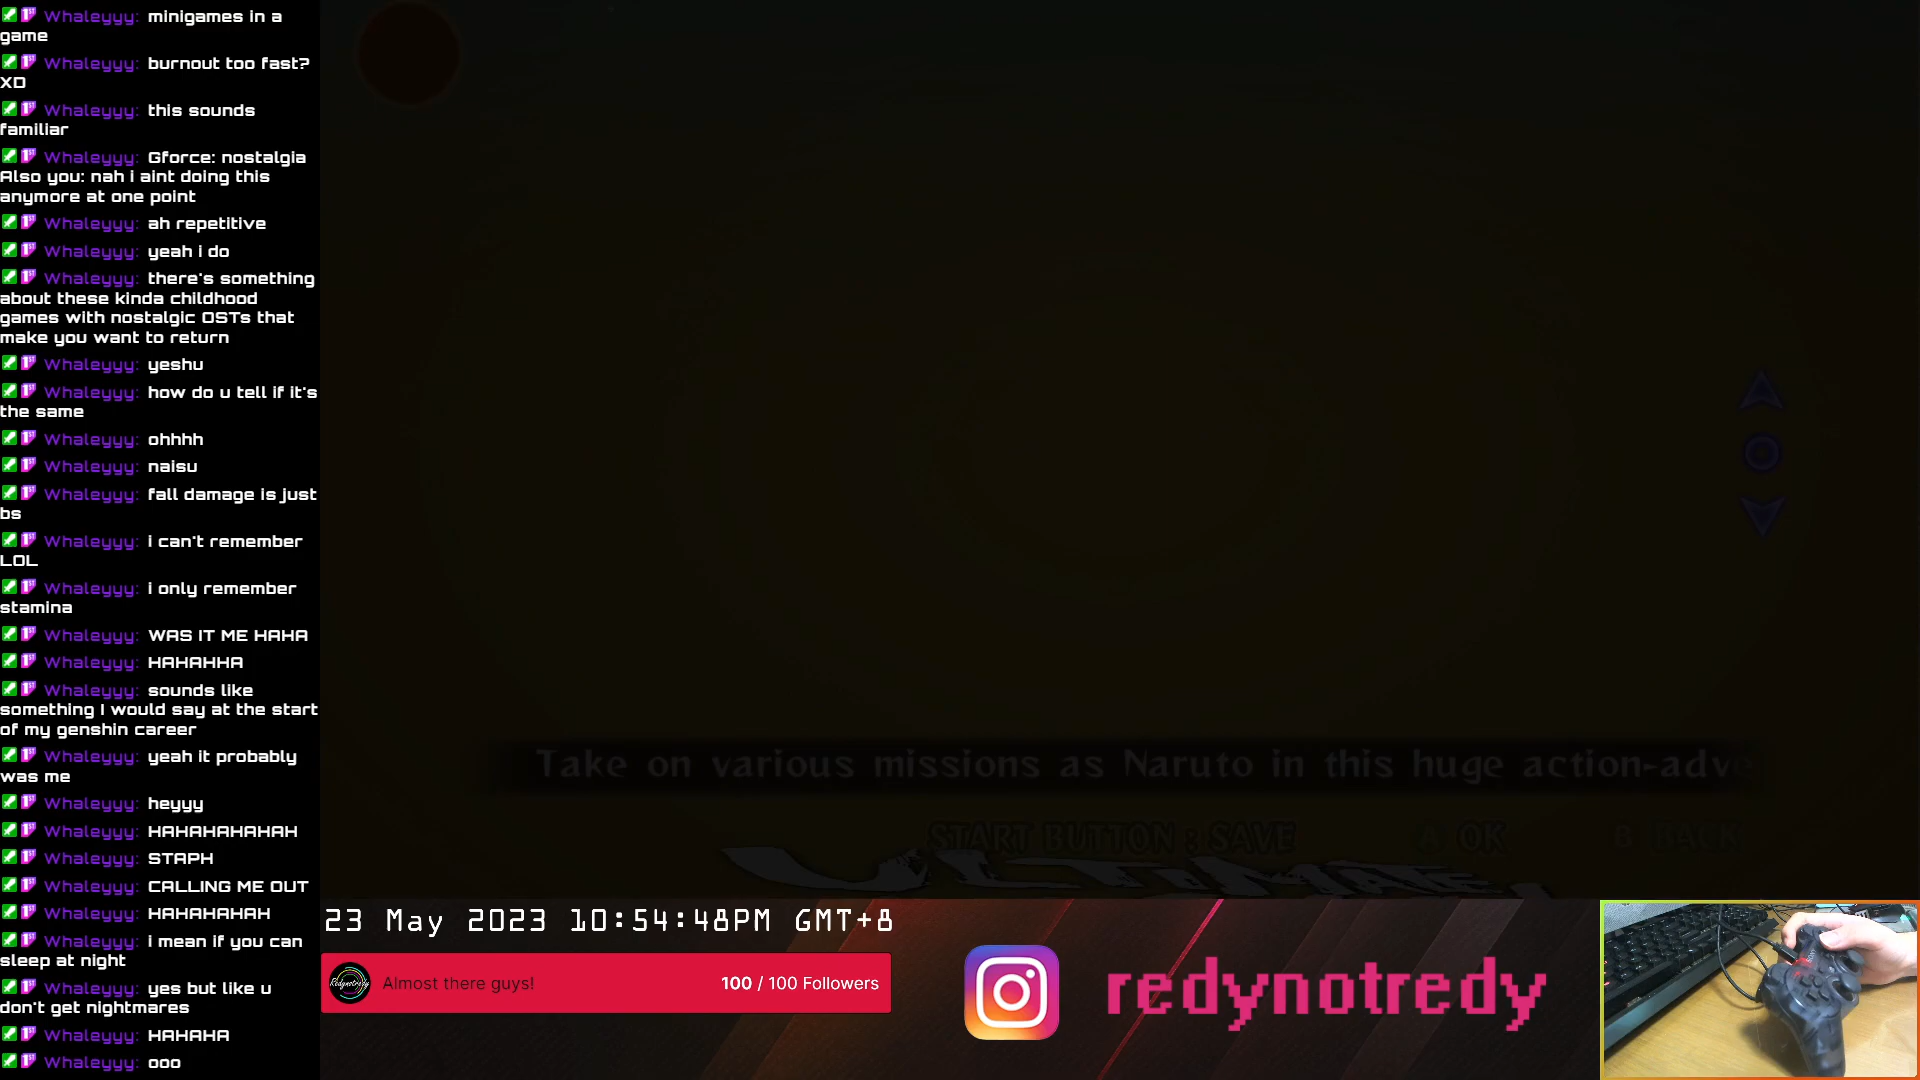 Whaleyyy: minigames in a
game
Whaleyyy: burnout too fast?
XD
Whaleyyy: this sounds
familiar
Whaleyyy: Gforce: nostalgia
Also you: nah i aint doing this
anymore at one point
Whaleyyy: ah repetitive
Whaleyyy: yeah i do
Whaleyyy: there's something
about these kinda childhood
games with nostalgic OSTs that
make you want to return
Whaleyyy: yeshu
Whaleyyy: how do u tell if it's
the same
Whaleyyy: ohhhh
Whaleyyy: naisu
Whaleyyy: fall damage is just
bs
Whaleyyy: i can't remember
LOL
Whaleyyy: i only remember
stamina
Whaleyyy: WAS IT ME HAHA
Whaleyyy: HAHAHHA
Whaleyyy: sounds like
something I would say at the start
of my genshin career
Whaleyyy: yeah it probably
was me
Whaleyyy: heyyy
Whaleyyy: HAHAHAHAHAH
Whaleyyy: STAPH
Whaleyyy: CALLING ME OUT
Whaleyyy: HAHAHAHAH
Whaleyyy: i mean if you can
sleep at night
Whaleyyy: yes but like u
don't get nightmares
Whaleyyy: HAHAHA
Whaleyyy: ooo
Take on various missions as Naruto in this huge action-adve
START BUTTON : SAVE A OK B BACK
ULTIMATE
23 May 2023 10:54:48PM GMT+8
Redynotredy
Almost there guys! 100 / 100 Followers
redynotredy